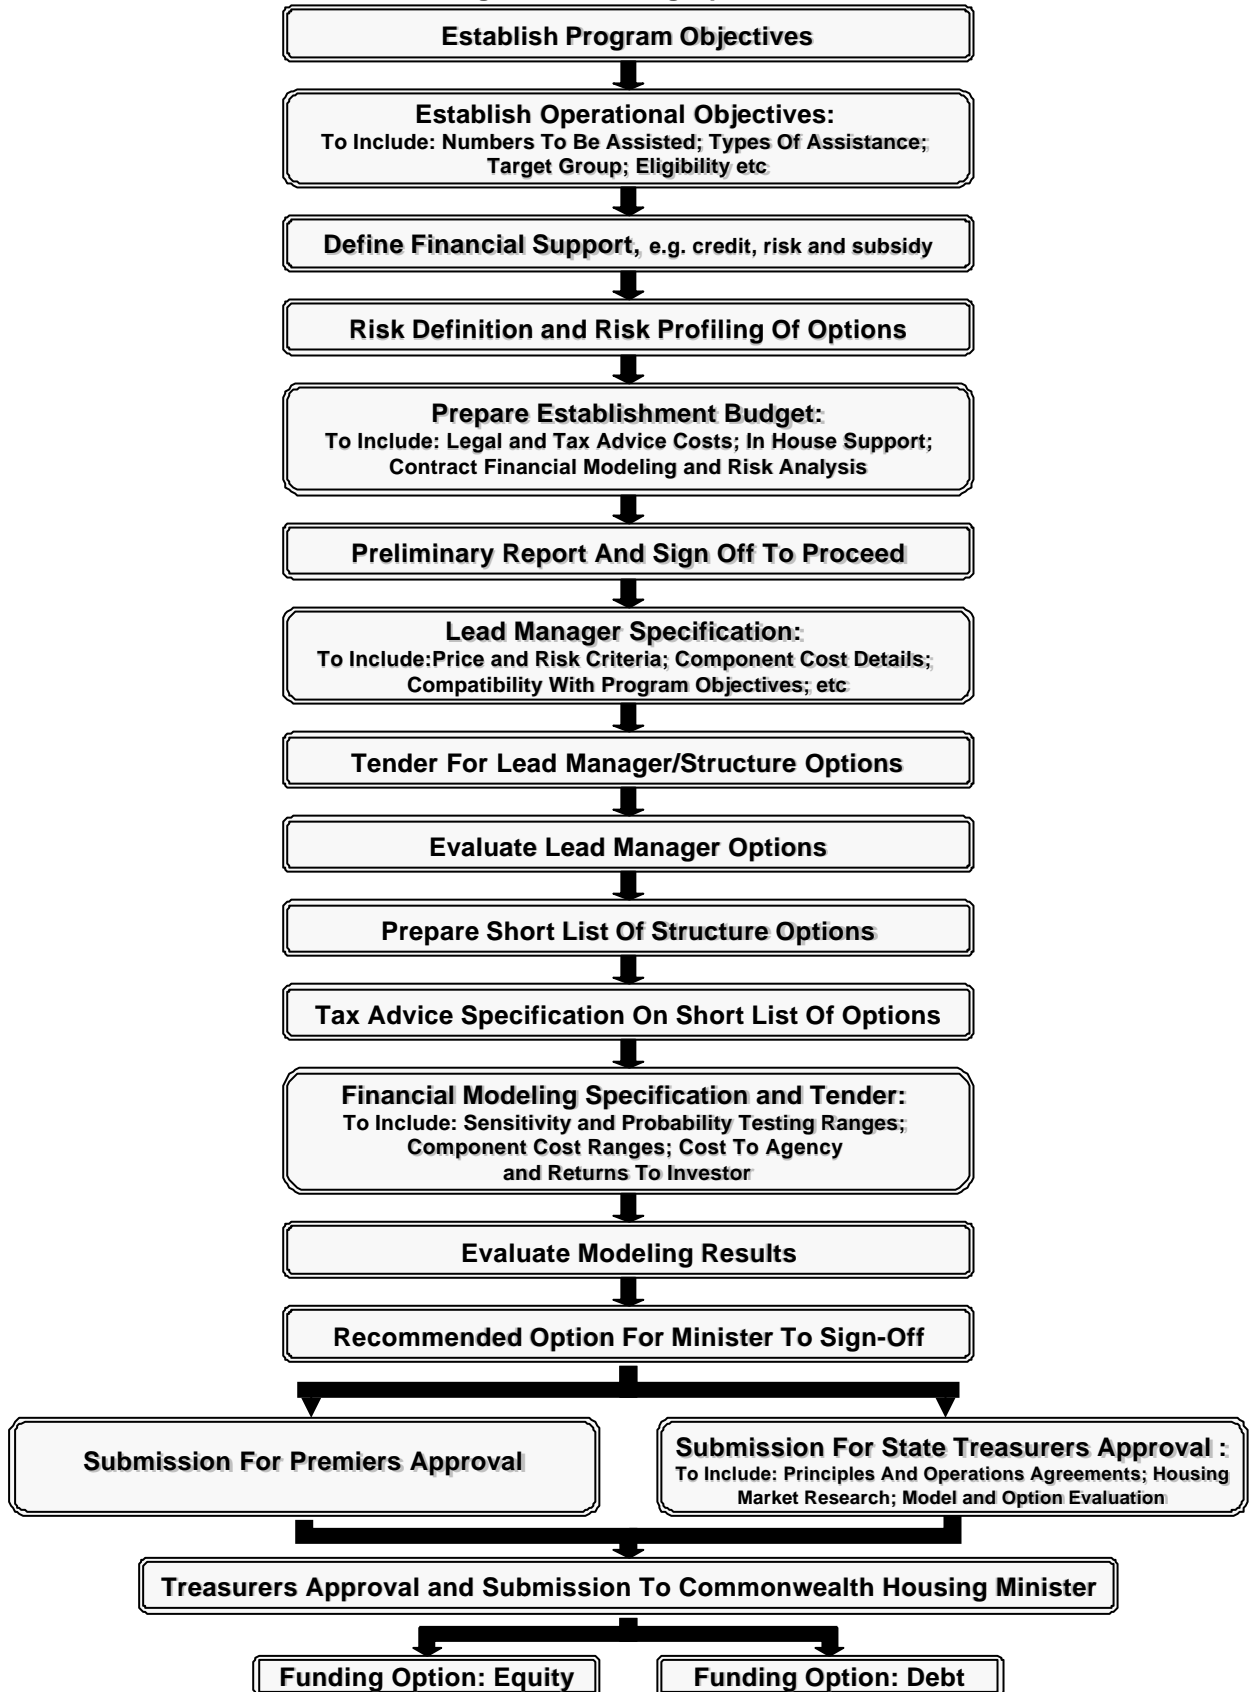 Establish Program Objectives
Establish Operational Objectives:
To Include: Numbers To Be Assisted; Types Of Assistance;
Target Group; Eligibility etc
Define Financial Support, e.g. credit, risk and subsidy
Risk Definition and Risk Profiling Of Options
Prepare Establishment Budget:
To Include: Legal and Tax Advice Costs; In House Support;
Contract Financial Modeling and Risk Analysis
Preliminary Report And Sign Off To Proceed
Lead Manager Specification:
To Include:Price and Risk Criteria; Component Cost Details;
Compatibility With Program Objectives; etc
Tender For Lead Manager/Structure Options
Evaluate Lead Manager Options
Prepare Short List Of Structure Options
Tax Advice Specification On Short List Of Options
Financial Modeling Specification and Tender:
To Include: Sensitivity and Probability Testing Ranges;
Component Cost Ranges; Cost To Agency
and Returns To Investor
Evaluate Modeling Results
Recommended Option For Minister To Sign-Off
Submission For Premiers Approval
Submission For State Treasurers Approval :
To Include: Principles And Operations Agreements; Housing
Market Research; Model and Option Evaluation
Treasurers Approval and Submission To Commonwealth Housing Minister
Funding Option: Equity
Funding Option: Debt